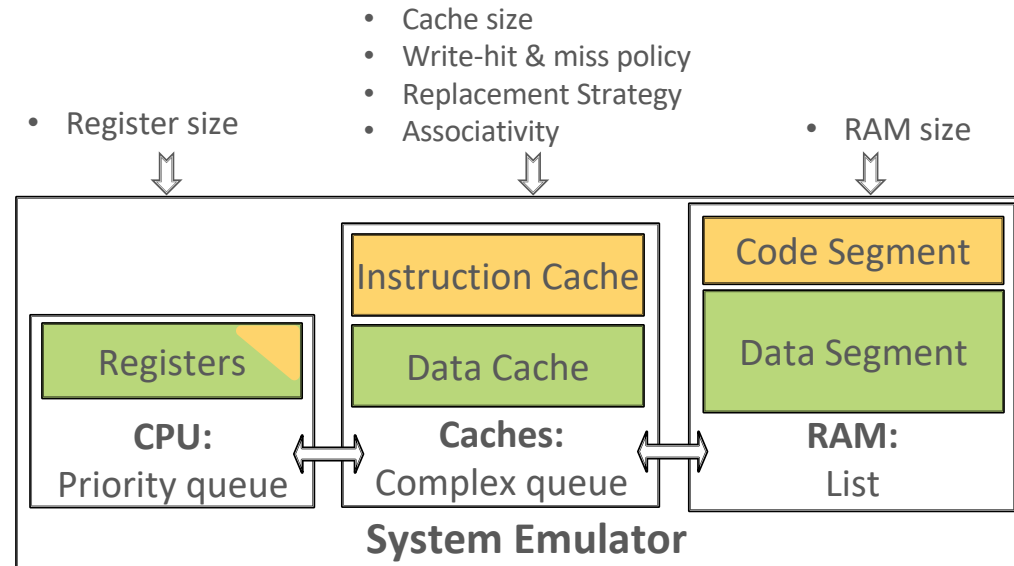 • Cache size
• Write-hit & miss policy
• Replacement Strategy
• Associativity
• Register size
• RAM size
Instruction Cache
Code Segment
Registers
Data Cache
Data Segment
CPU:
Priority queue
Caches:
Complex queue
RAM:
List
System Emulator